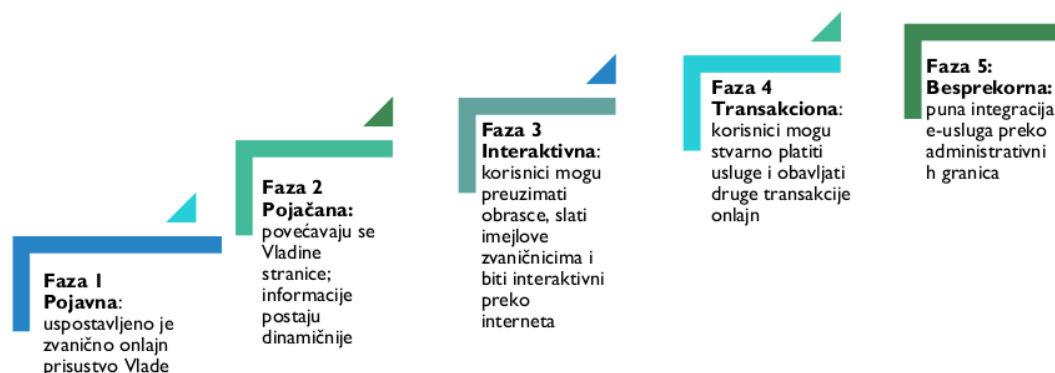 Faza 1
Pojavna:
uspostavljeno je
zvanično onlajn
prisustvo Vlade
Faza 2
Pojačana:
povećavaju se
Vladine
stranice;
informacije
postaju
dinamičnije
Faza 3
Interaktivna:
korisnici mogu
preuzimati
obrasce, slati
imejlove
zvaničnicima i
biti interaktivni
preko
interneta
Faza 4
Transakciona:
korisnici mogu
stvarno platiti
usluge i obavljati
druge transakcije
onlajn
Faza 5:
Besprekorna:
puna integracija
e-usluga preko
administrativni
h granica